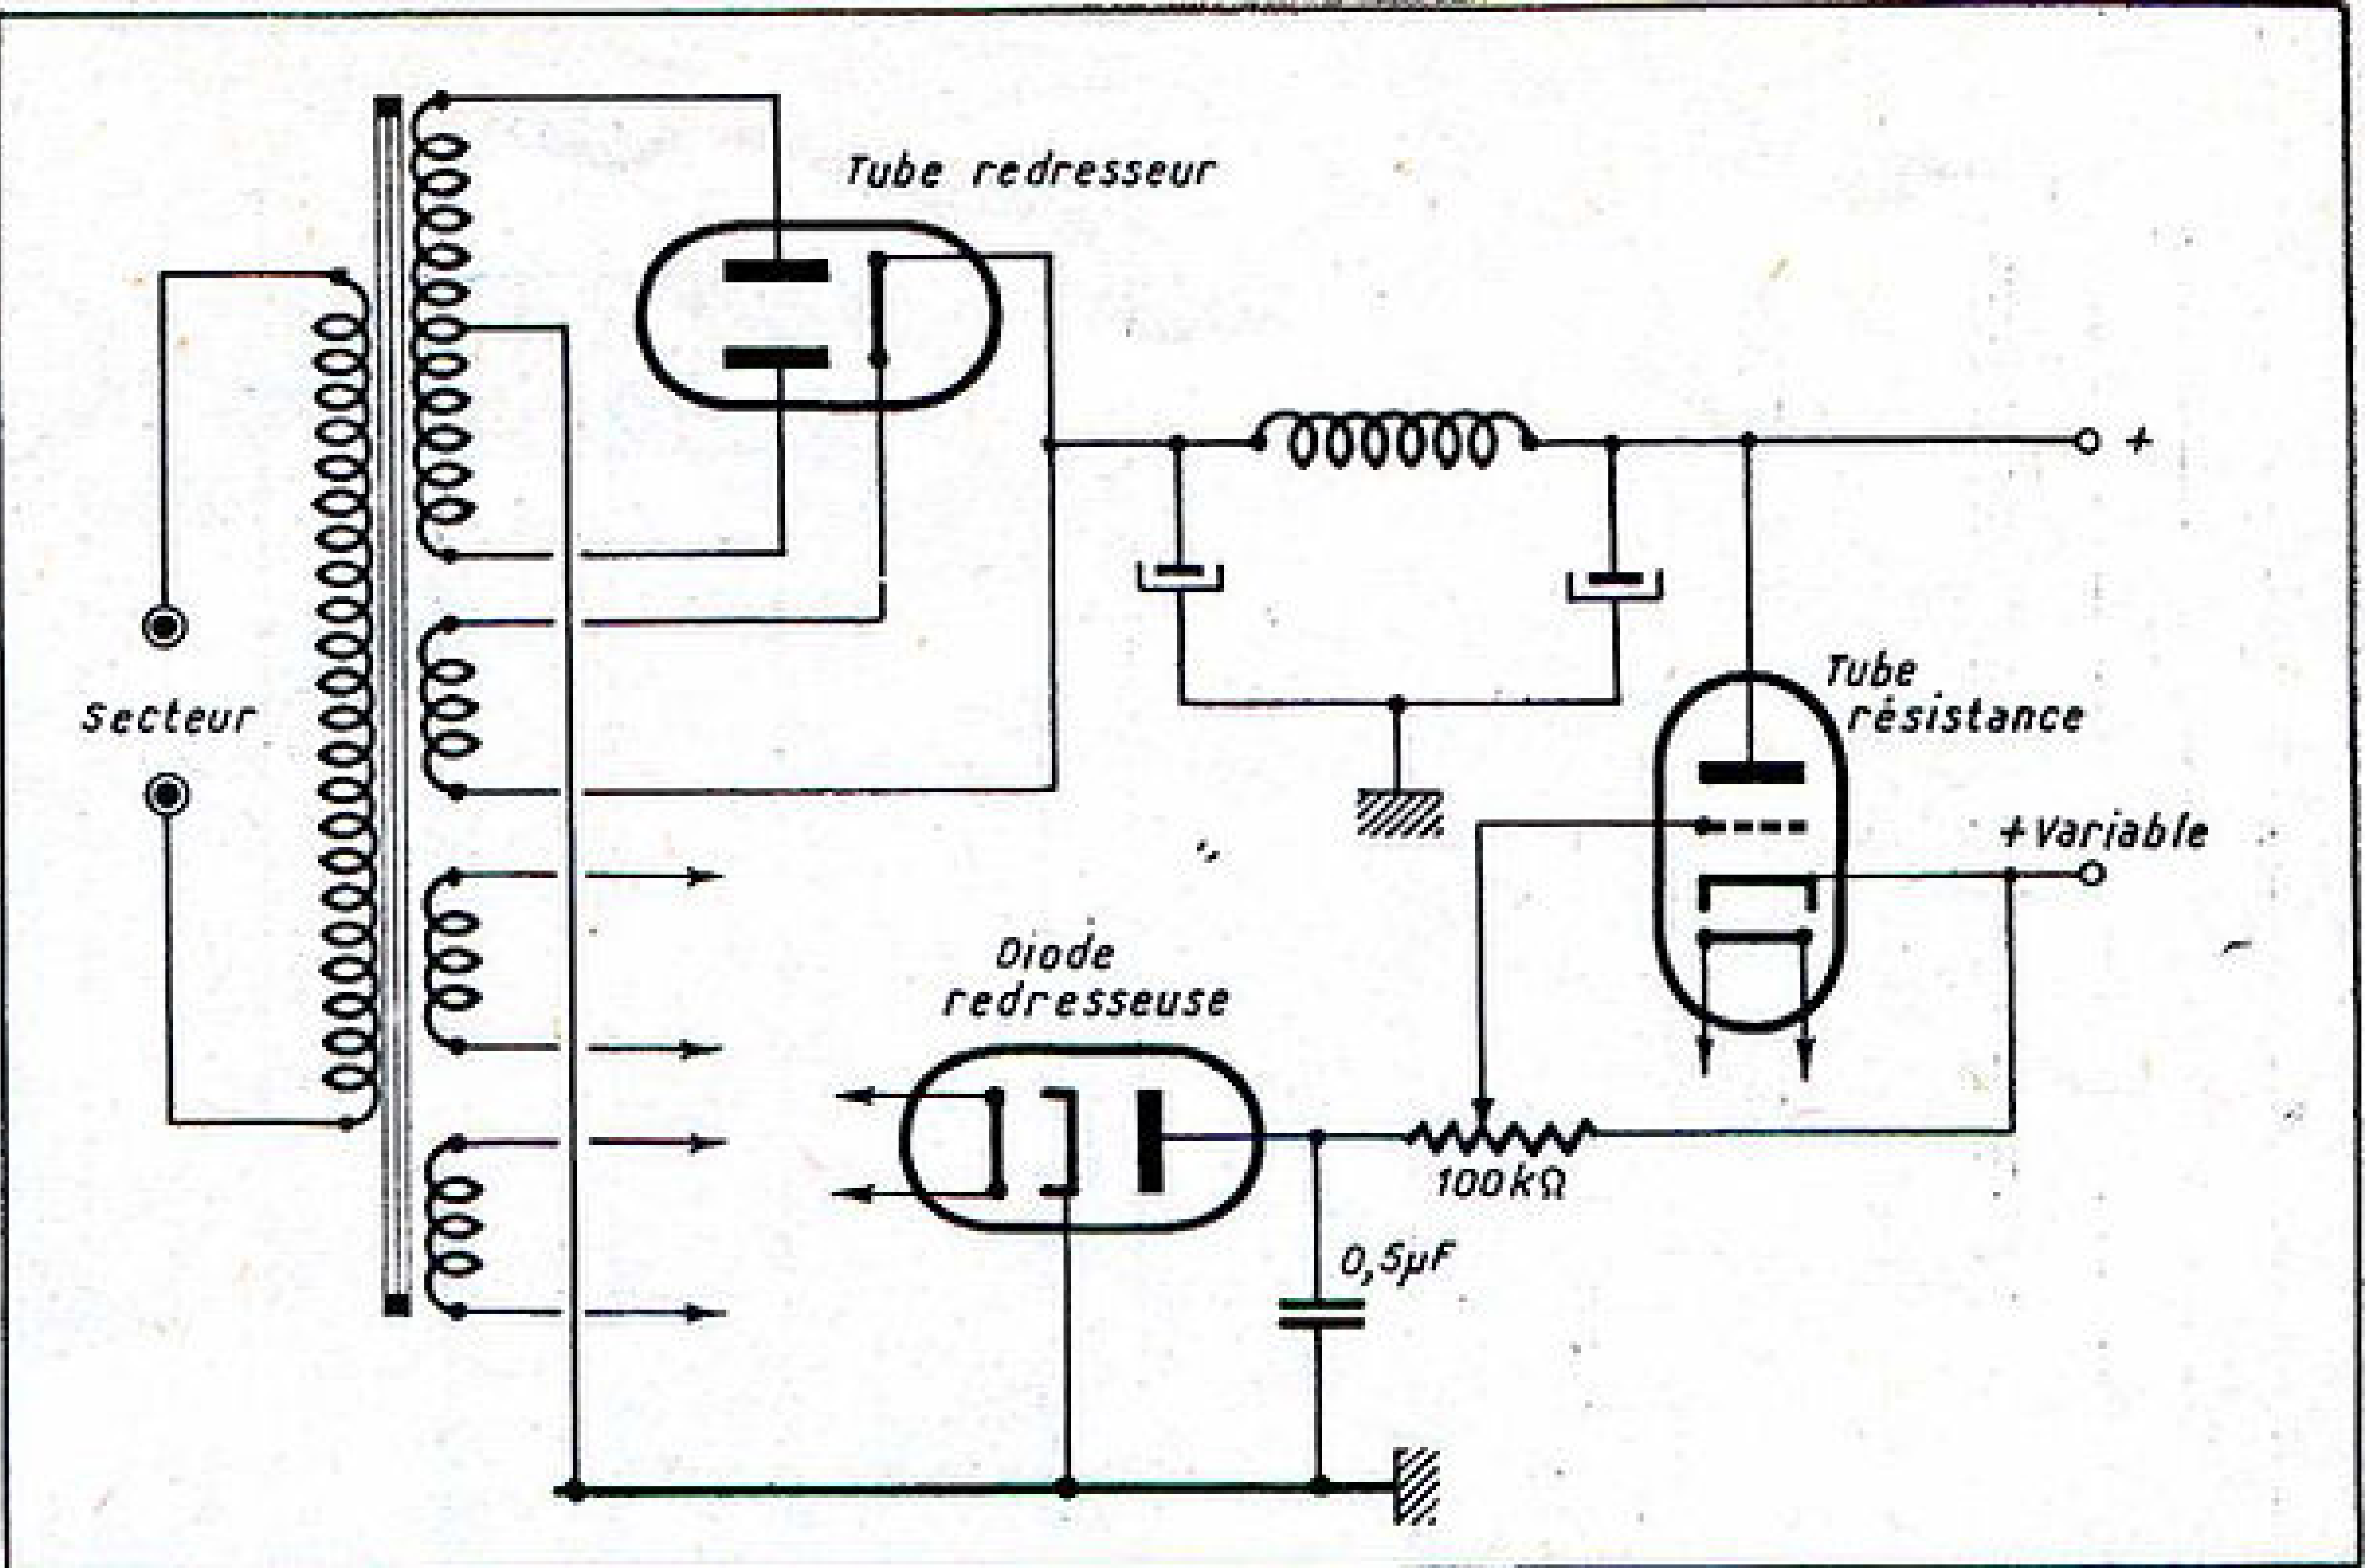 Tube redresseur
Secteur
+
Tube
résistance
+Variable
Diode
redresseuse
100kΩ
0,5µF